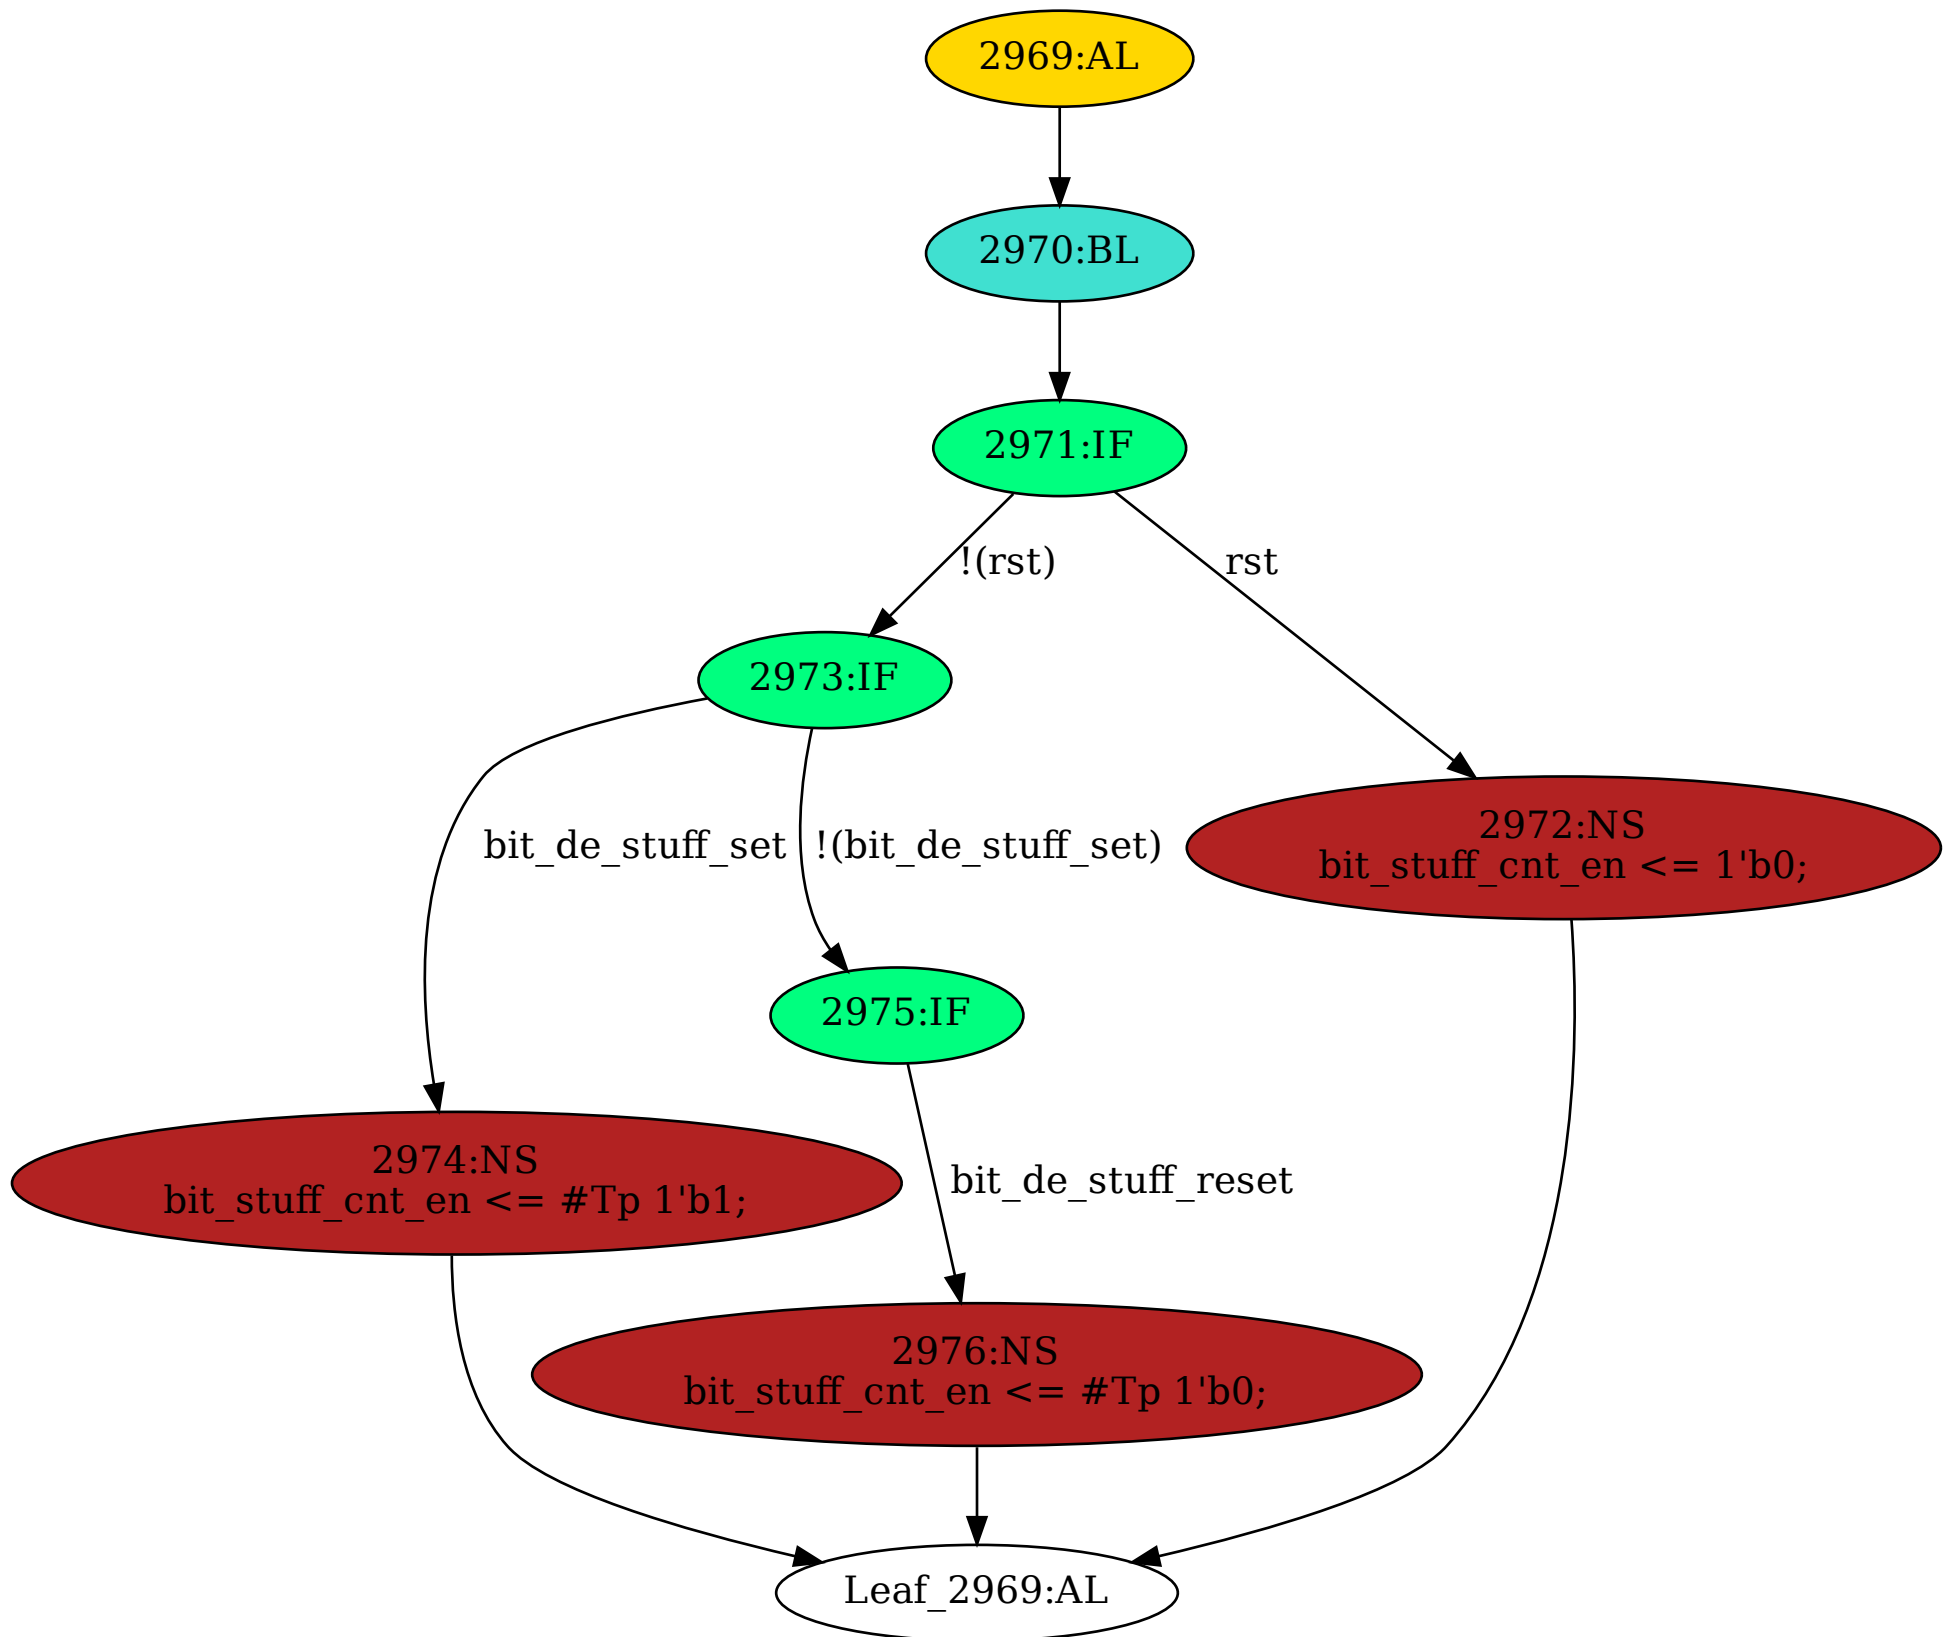 2969:AL
2970:BL
2971:IF
!(rst)
rst
2973:IF
2972:NS
bit_stuff_cnt_en <= 1'b0;
bit_de_stuff_set
!(bit_de_stuff_set)
2975:IF
2974:NS
bit_stuff_cnt_en <= #Tp 1'b1;
bit_de_stuff_reset
2976:NS
bit_stuff_cnt_en <= #Tp 1'b0;
Leaf_2969:AL